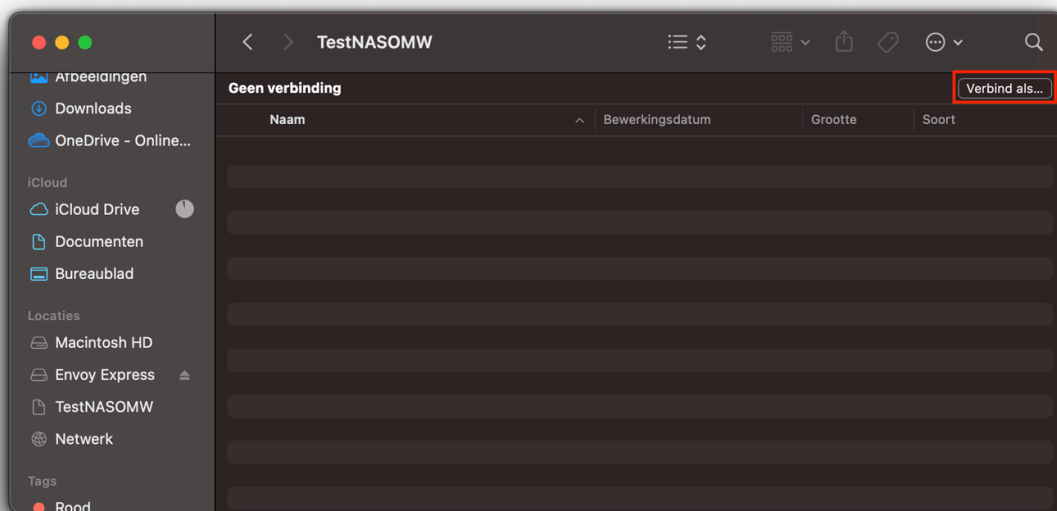 TestNASOMW
Afbeeldingen
Downloads
OneDrive - Online...
iCloud
iCloud Drive
Documenten
Bureaublad
Locaties
Macintosh HD
Envoy Express
TestNASOMW
Netwerk
Tags
Rood
Geen verbinding
Verbind als...
Naam Bewerkingsdatum Grootte Soort